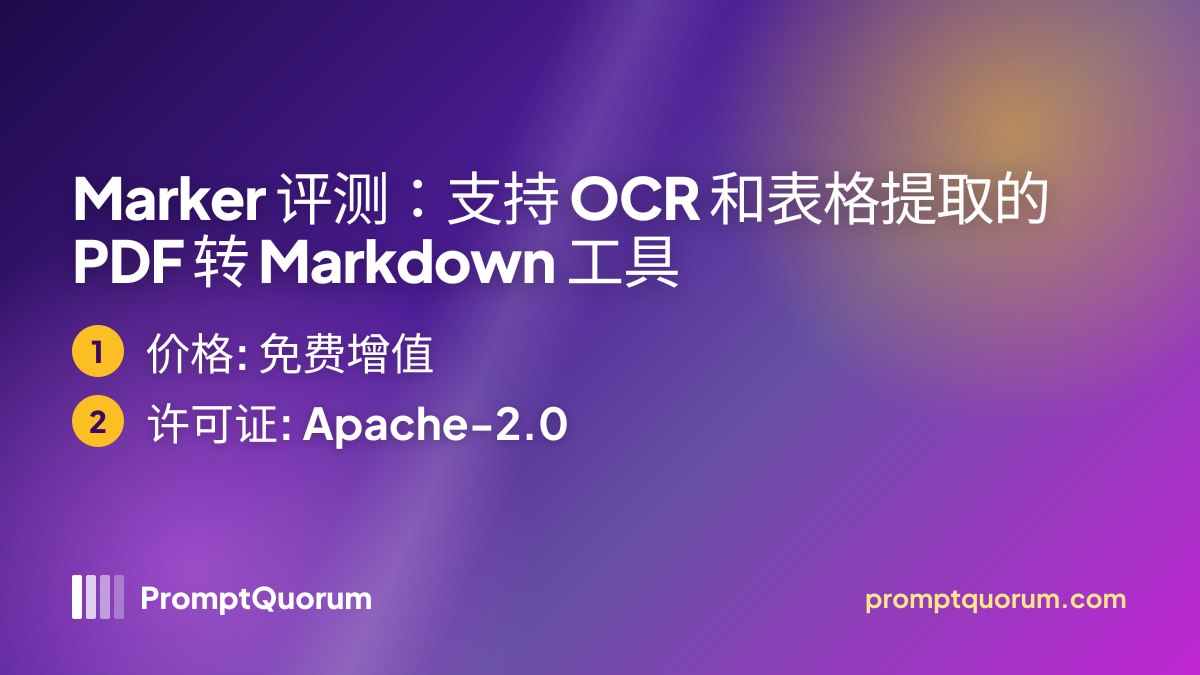 Marker 评测：支持 OCR 和表格提取的
PDF 转 Markdown 工具
1 价格: 免费增值
2 许可证: Apache-2.0
PromptQuorum
promptquorum.com